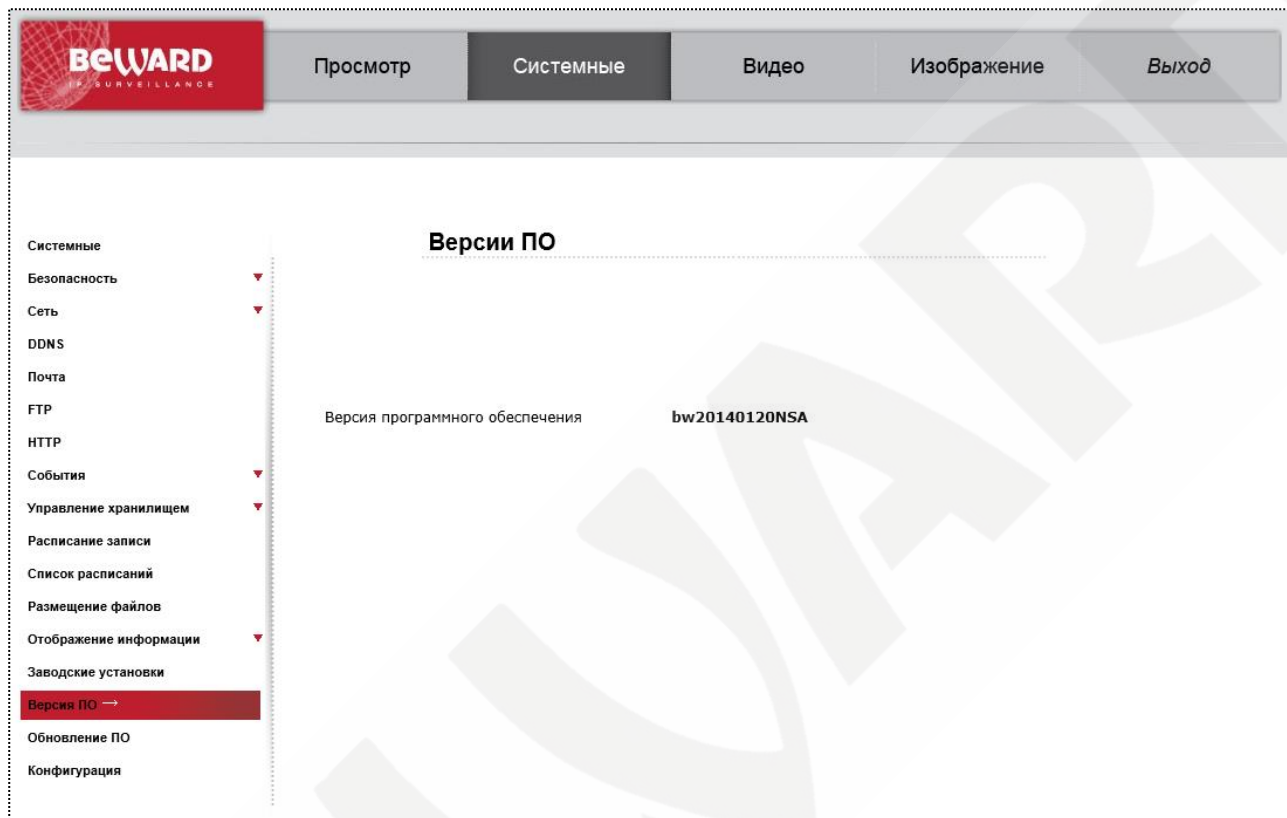 BEWARD
IP SURVEILLANCE
Просмотр
Системные
Видео
Изображение
Выход
Версии ПО
Системные
Безопасность
Сеть
DDNS
Почта
FTP
HTTP
События
Управление хранилищем
Расписание записи
Список расписаний
Размещение файлов
Отображение информации
Заводские установки
Версия ПО →
Обновление ПО
Конфигурация
Версия программного обеспечения bw20140120NSA